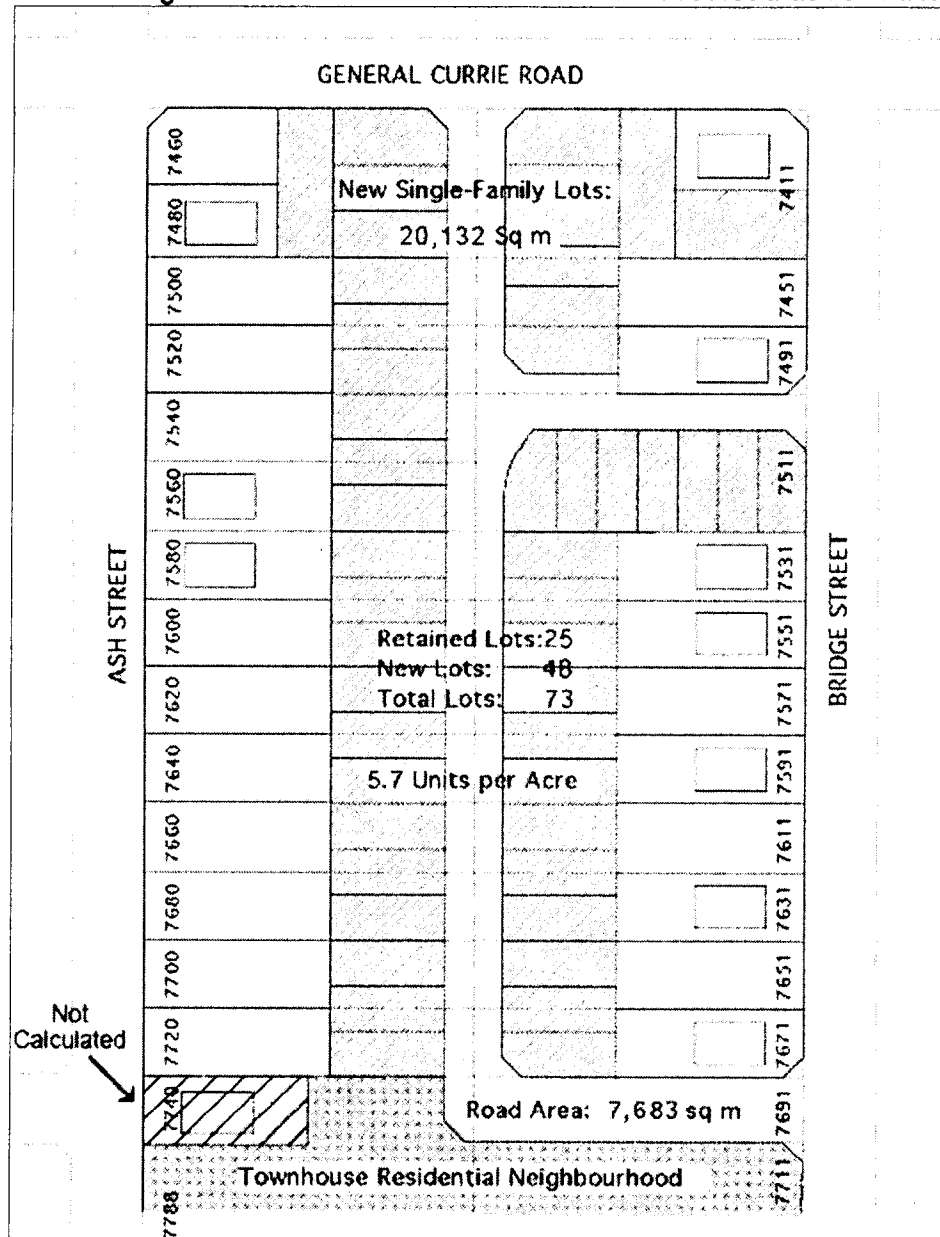 GENERAL CURRIE ROAD
7460
7480
7500
7520
7540
7560
7580
7600
7620
7640
7660
7680
7700
7720
7740
7788
ASH STREET
New Single-Family Lots:
20,132 Sq m
Retained Lots:25
New Lots: 48
Total Lots: 73
5.7 Units per Acre
7411
7451
7491
7511
7531
7551
7571
7591
7611
7631
7651
7671
7691
7711
BRIDGE STREET
Not
Calculated
Road Area: 7,683 sq m
Townhouse Residential Neighbourhood